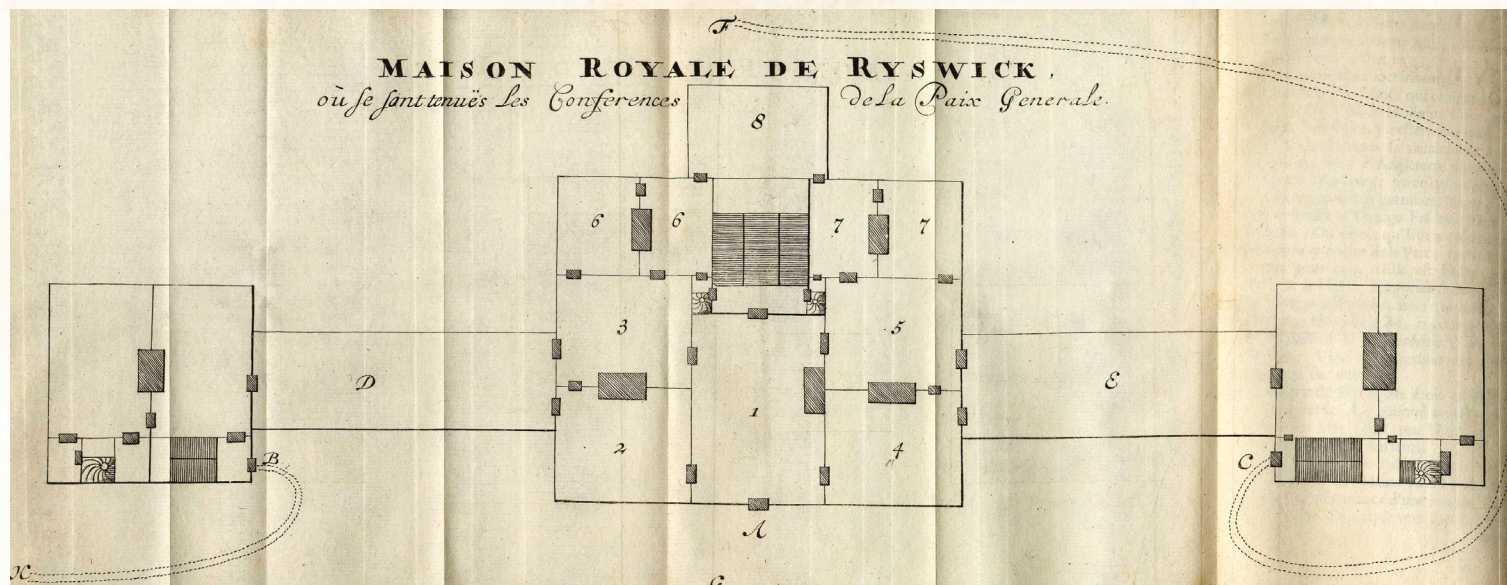 F
MAISON ROYALE DE RYSWICK,
où se sont tenuës les Conferences de la Paix Generale.
8
6 6 7 7
3 5
D E
1
2 4
B C
A
H
G